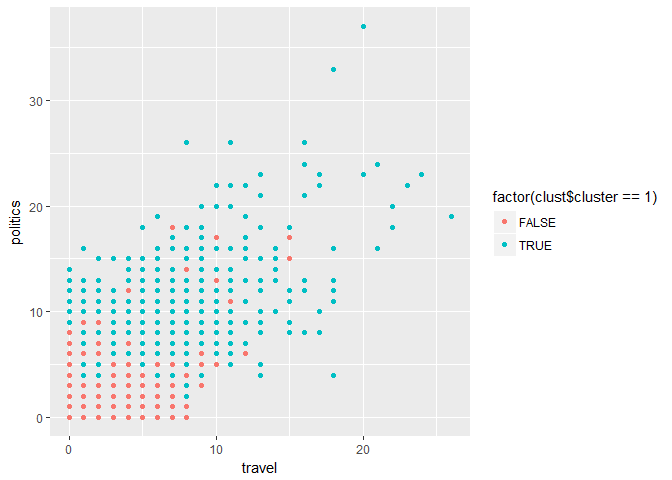 politics
30
20
10
0
0
10
20
travel
factor(clust$cluster == 1)
FALSE
TRUE